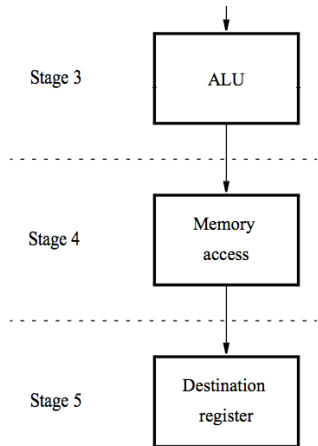 Stage 3
ALU
Stage 4
Memory
access
Stage 5
Destination
register